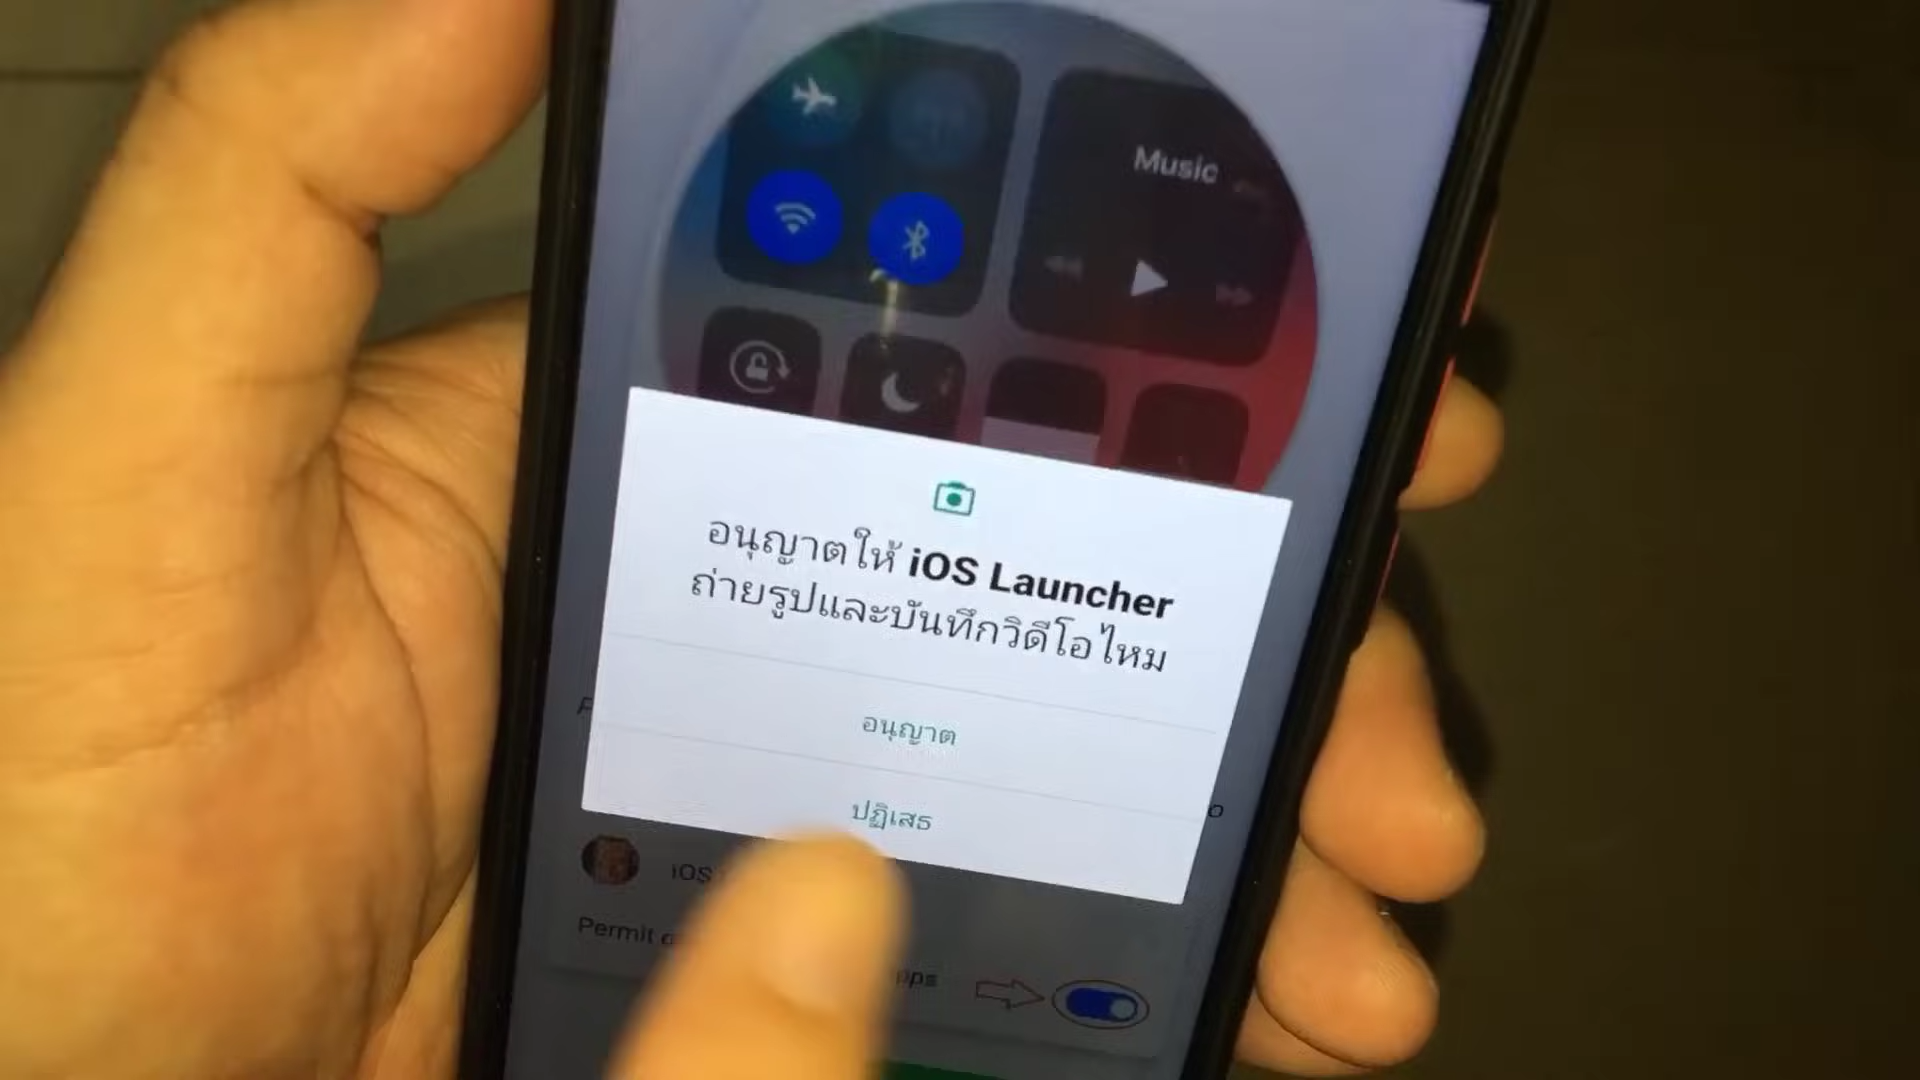 Music
อนุญาตให้ iOS Launcher
ถ่ายรูปและบันทึกวิดีโอไหม
อนุญาต
ปฏิเสธ
iOS
Permit